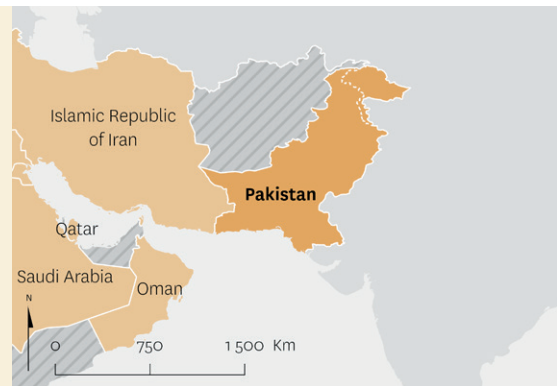 Islamic Republic
of Iran
Pakistan
Qatar
Saudi Arabia
Oman
N
0 750 1 500 Km